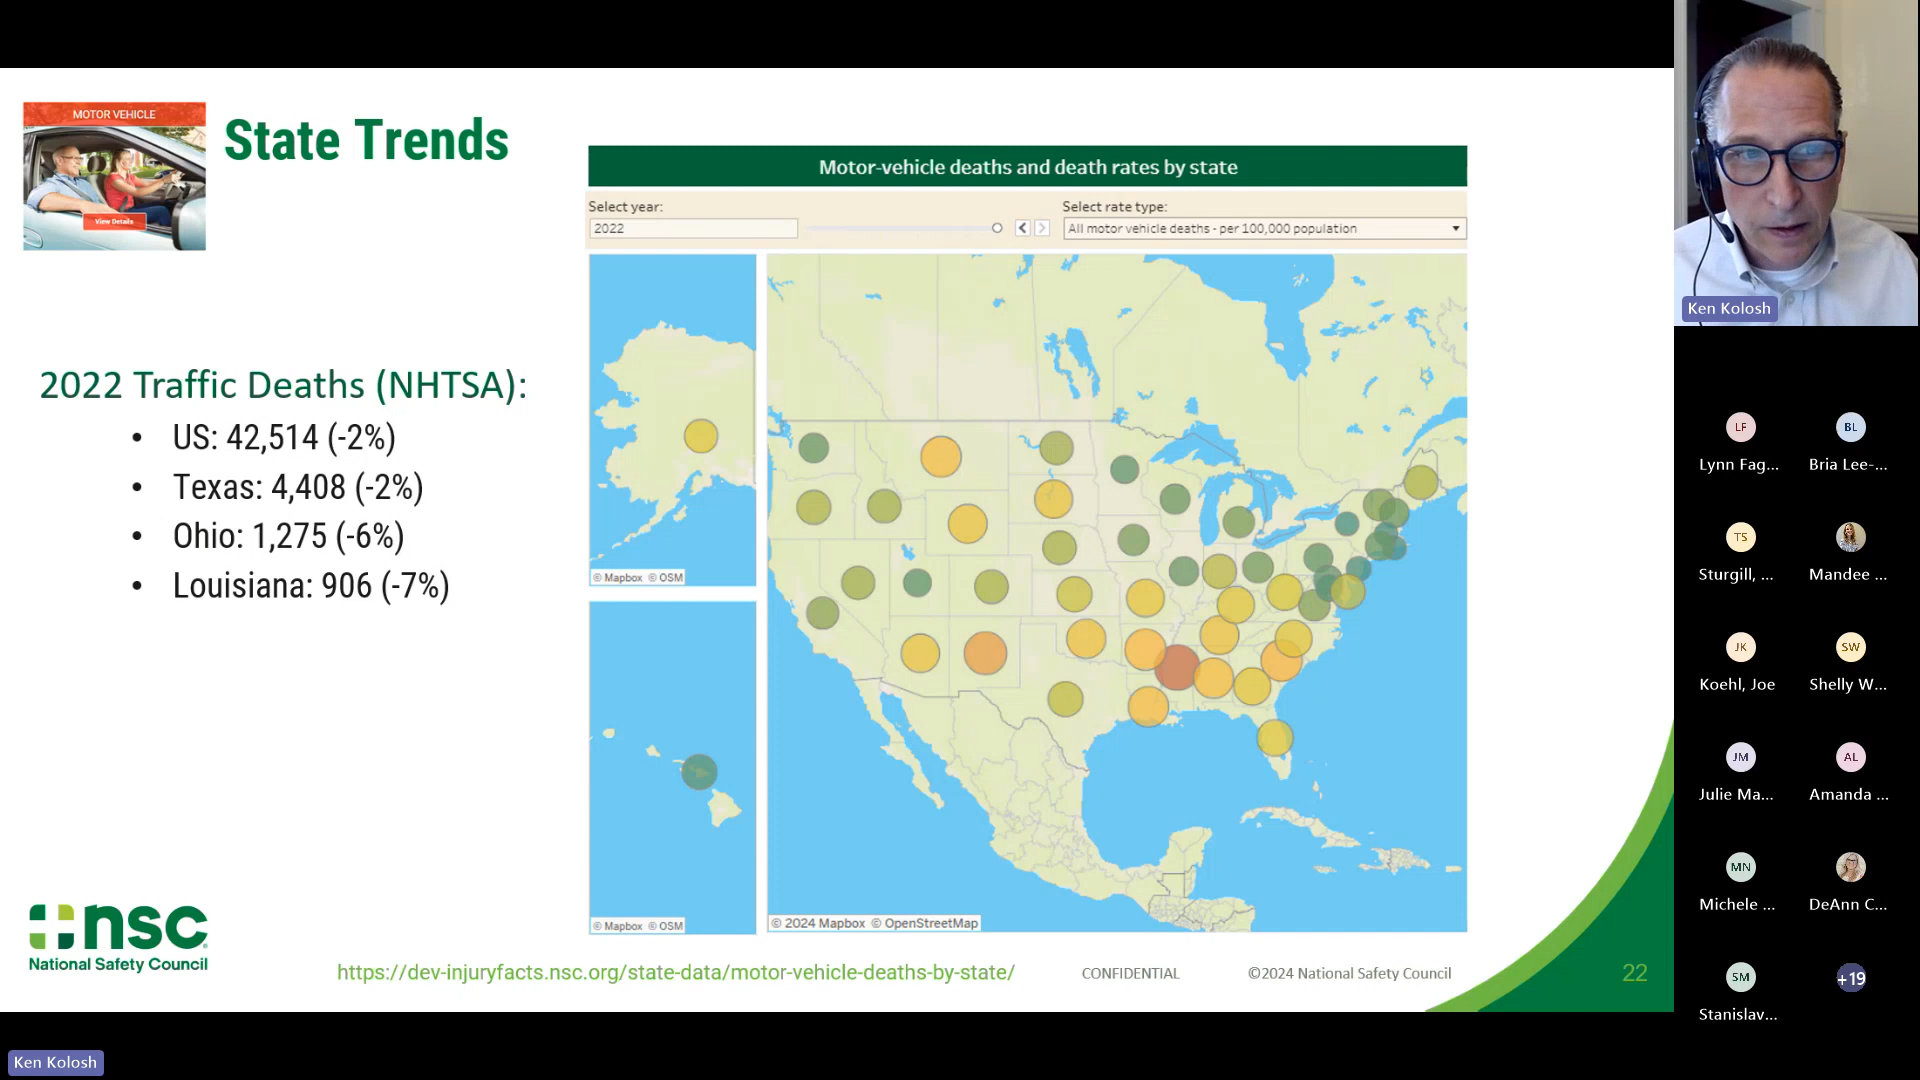 MOTOR VEHICLE
View Details
State Trends
Motor-vehicle deaths and death rates by state
Select year:
2022
Select rate type:
All motor vehicle deaths - per 100,000 population
2022 Traffic Deaths (NHTSA):
• US: 42,514 (-2%)
• Texas: 4,408 (-2%)
• Ohio: 1,275 (-6%)
• Louisiana: 906 (-7%)
© Mapbox © OSM
© Mapbox © OSM
© 2024 Mapbox © OpenStreetMap
nsc
National Safety Council
https://dev-injuryfacts.nsc.org/state-data/motor-vehicle-deaths-by-state/
CONFIDENTIAL
©2024 National Safety Council
22
Ken Kolosh
Ken Kolosh
LF
Lynn Fag...
BL
Bria Lee-...
TS
Sturgill, ...
Mandee ...
JK
Koehl, Joe
SW
Shelly W...
JM
Julie Ma...
AL
Amanda ...
MN
Michele ...
DeAnn C...
SM
Stanislav...
+19